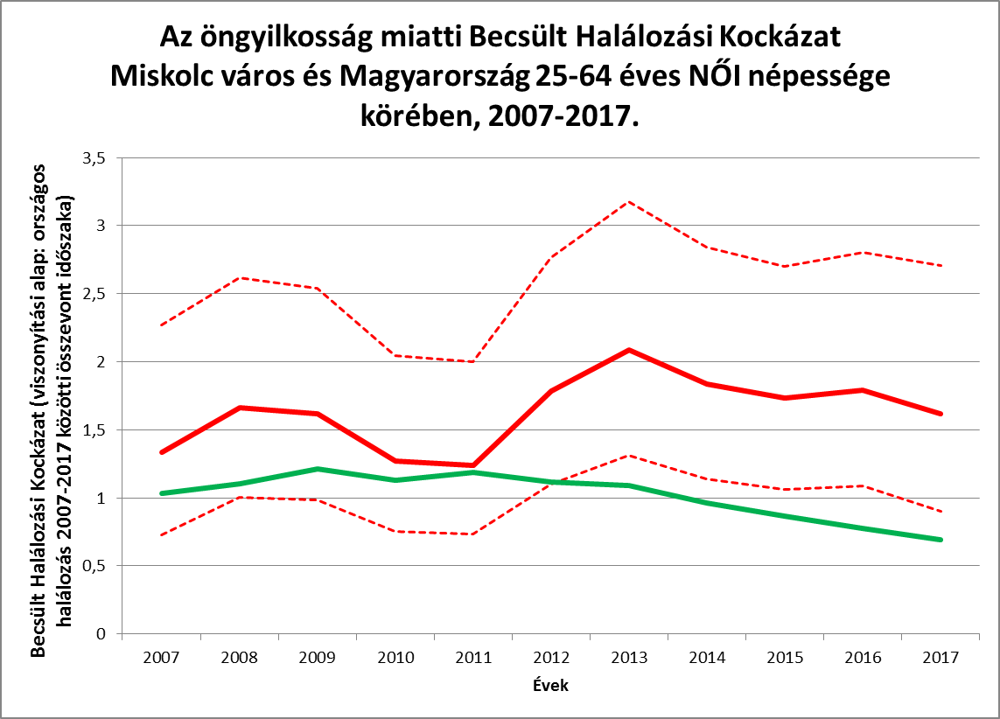 Az öngyilkosság miatti Becsült Halálozási Kockázat
Miskolc város és Magyarország 25-64 éves NŐI népessége
körében, 2007-2017.
Becsült Halálozási Kockázat (viszonyítási alap: országos
halálozás 2007-2017 közötti összevont időszaka)
3,5
3
2,5
2
1,5
1
0,5
0
2007 2008 2009 2010 2011 2012 2013 2014 2015 2016 2017
Évek